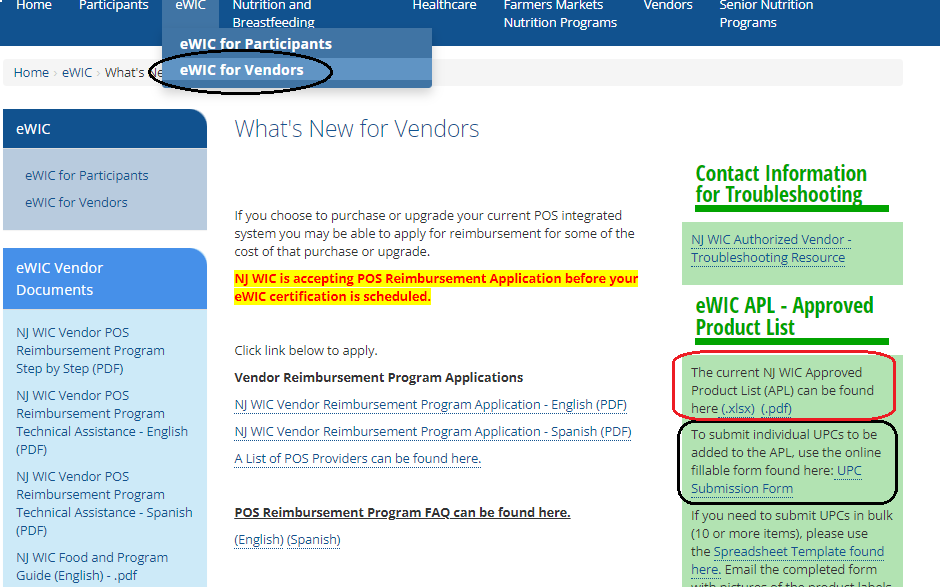 Home
Participants
eWIC
Nutrition and
Breastfeeding
Healthcare
Farmers Markets
Nutrition Programs
Vendors
Senior Nutrition
Programs
eWIC for Participants
eWIC for Vendors
Home › eWIC › What's Ne
eWIC
eWIC for Participants
eWIC for Vendors
eWIC Vendor
Documents
NJ WIC Vendor POS
Reimbursement Program
Step by Step (PDF)
NJ WIC Vendor POS
Reimbursement Program
Technical Assistance - English
(PDF)
NJ WIC Vendor POS
Reimbursement Program
Technical Assistance - Spanish
(PDF)
NJ WIC Food and Program
Guide (English) - .pdf
What's New for Vendors
If you choose to purchase or upgrade your current POS integrated
system you may be able to apply for reimbursement for some of the
cost of that purchase or upgrade.
NJ WIC is accepting POS Reimbursement Application before your
eWIC certification is scheduled.
Click link below to apply.
Vendor Reimbursement Program Applications
NJ WIC Vendor Reimbursement Program Application - English (PDF)
NJ WIC Vendor Reimbursement Program Application - Spanish (PDF)
A List of POS Providers can be found here.
POS Reimbursement Program FAQ can be found here.
(English) (Spanish)
Contact Information
for Troubleshooting
NJ WIC Authorized Vendor -
Troubleshooting Resource
eWIC APL - Approved
Product List
The current NJ WIC Approved
Product List (APL) can be found
here (.xlsx) (.pdf)
To submit individual UPCs to be
added to the APL, use the online
fillable form found here: UPC
Submission Form
If you need to submit UPCs in bulk
(10 or more items), please use
the Spreadsheet Template found
here. Email the completed form
with pictures of the product labels